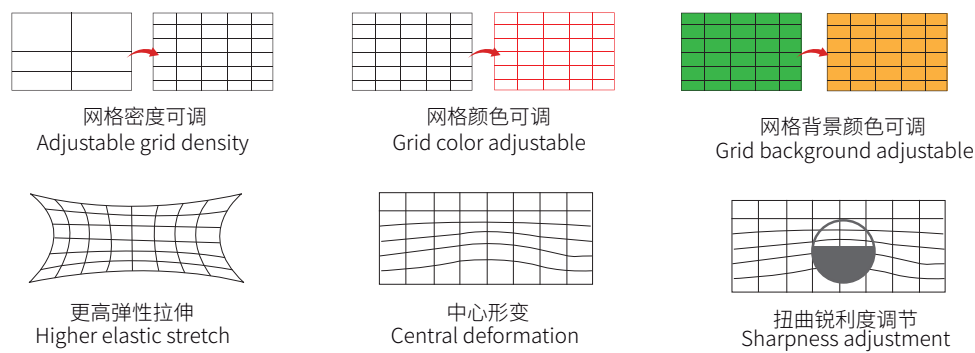 网格密度可调
Adjustable grid density
网格颜色可调
Grid color adjustable
网格背景颜色可调
Grid background adjustable
更高弹性拉伸
Higher elastic stretch
中心形变
Central deformation
扭曲锐利度调节
Sharpness adjustment